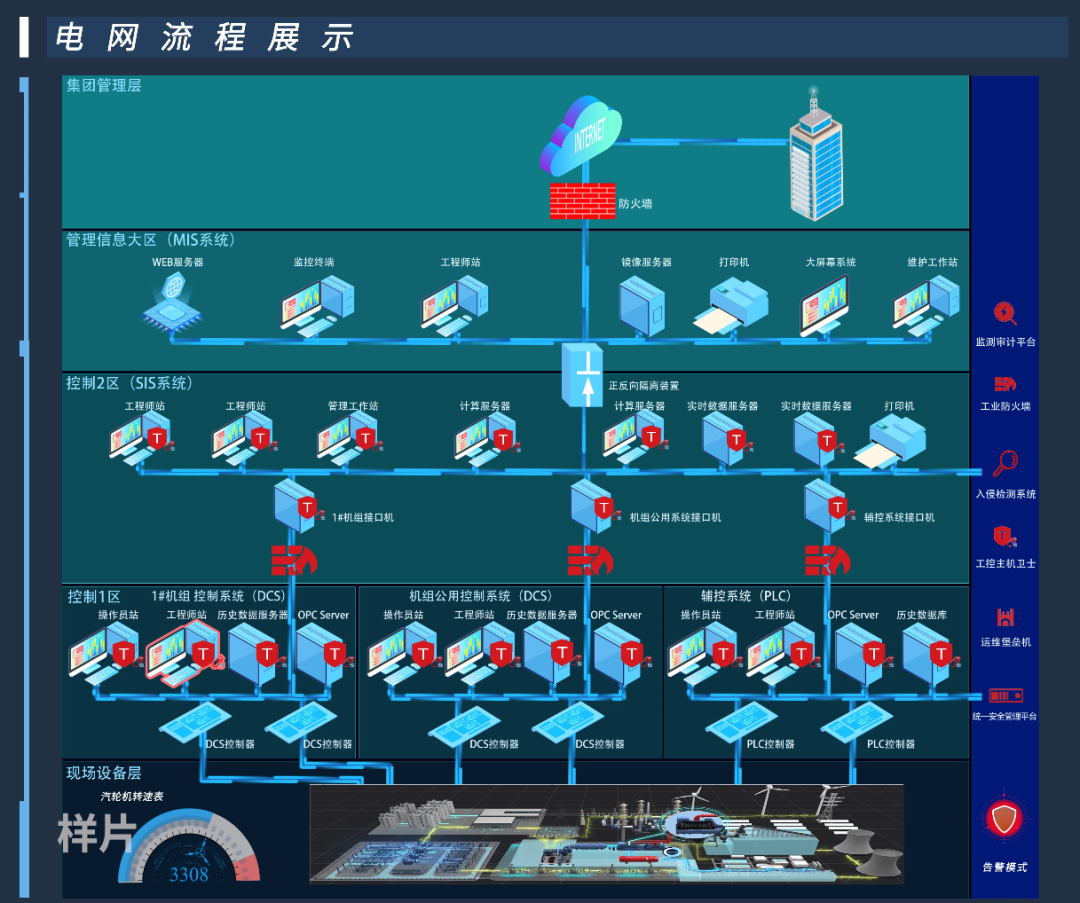 电网流程展示
集团管理层
INTERNET
防火墙
管理信息大区（MIS系统）
WEB服务器
监控终端
工程师站
镜像服务器
打印机
大屏幕系统
维护工作站
正反向隔离装置
控制2区（SIS系统）
工程师站
工程师站
管理工作站
计算服务器
计算服务器
实时数据服务器
实时数据服务器
打印机
T
T
T
T
T
T
T
T
1#机组接口机
T
机组公用系统接口机
T
辅控系统接口机
控制1区
1#机组 控制系统（DCS）
操作员站
工程师站
历史数据服务器
OPC Server
T
T
T
T
DCS控制器
DCS控制器
机组公用控制系统（DCS）
操作员站
工程师站
历史数据服务器
OPC Server
T
T
T
T
DCS控制器
DCS控制器
辅控系统（PLC）
操作员站
工程师站
OPC Server
历史数据库
T
T
T
T
PLC控制器
PLC控制器
现场设备层
汽轮机转速表
样片
3308
监测审计平台
工业防火墙
入侵检测系统
工控主机卫士
运维堡垒机
统一安全管理平台
告警模式